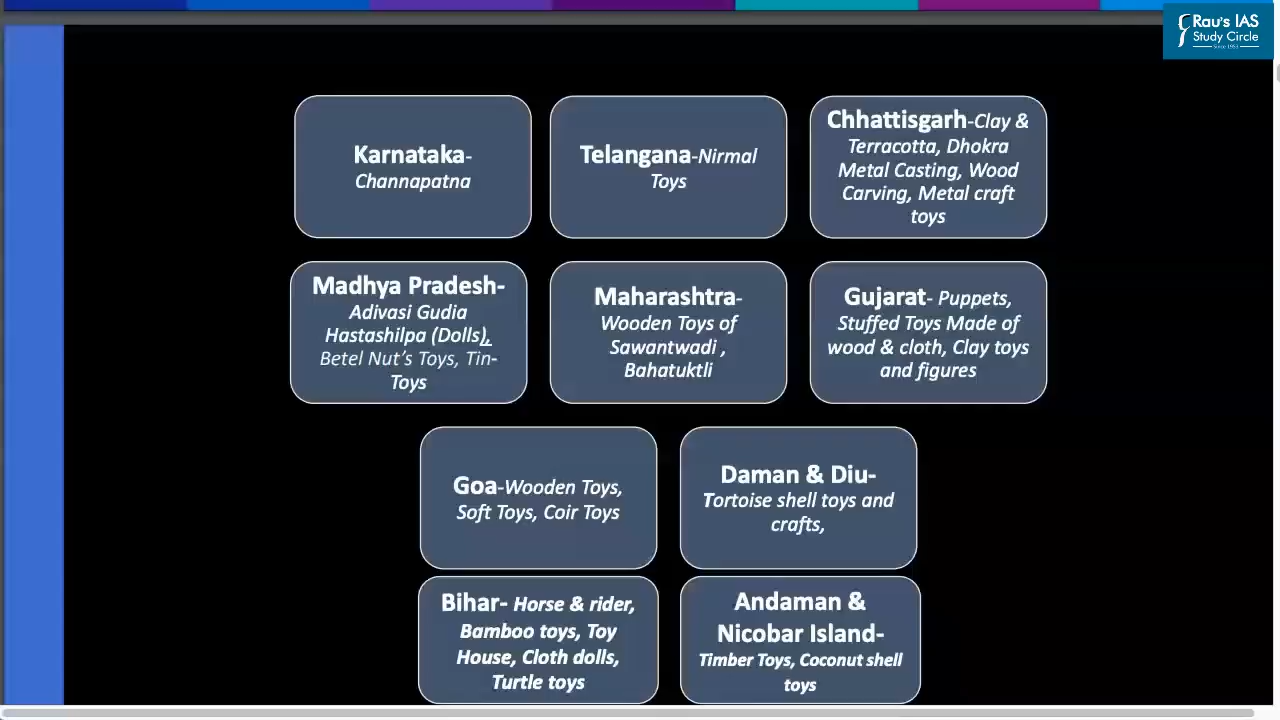 Rau's IAS
Study Circle
Since 1953
Karnataka-
Channapatna
Telangana-Nirmal
Toys
Chhattisgarh-Clay &
Terracotta, Dhokra
Metal Casting, Wood
Carving, Metal craft
toys
Madhya Pradesh-
Adivasi Gudia
Hastashilpa (Dolls),
Betel Nut's Toys, Tin-
Toys
Maharashtra-
Wooden Toys of
Sawantwadi ,
Bahatuktli
Gujarat- Puppets,
Stuffed Toys Made of
wood & cloth, Clay toys
and figures
Goa-Wooden Toys,
Soft Toys, Coir Toys
Daman & Diu-
Tortoise shell toys and
crafts,
Bihar- Horse & rider,
Bamboo toys, Toy
House, Cloth dolls,
Turtle toys
Andaman &
Nicobar Island-
Timber Toys, Coconut shell
toys